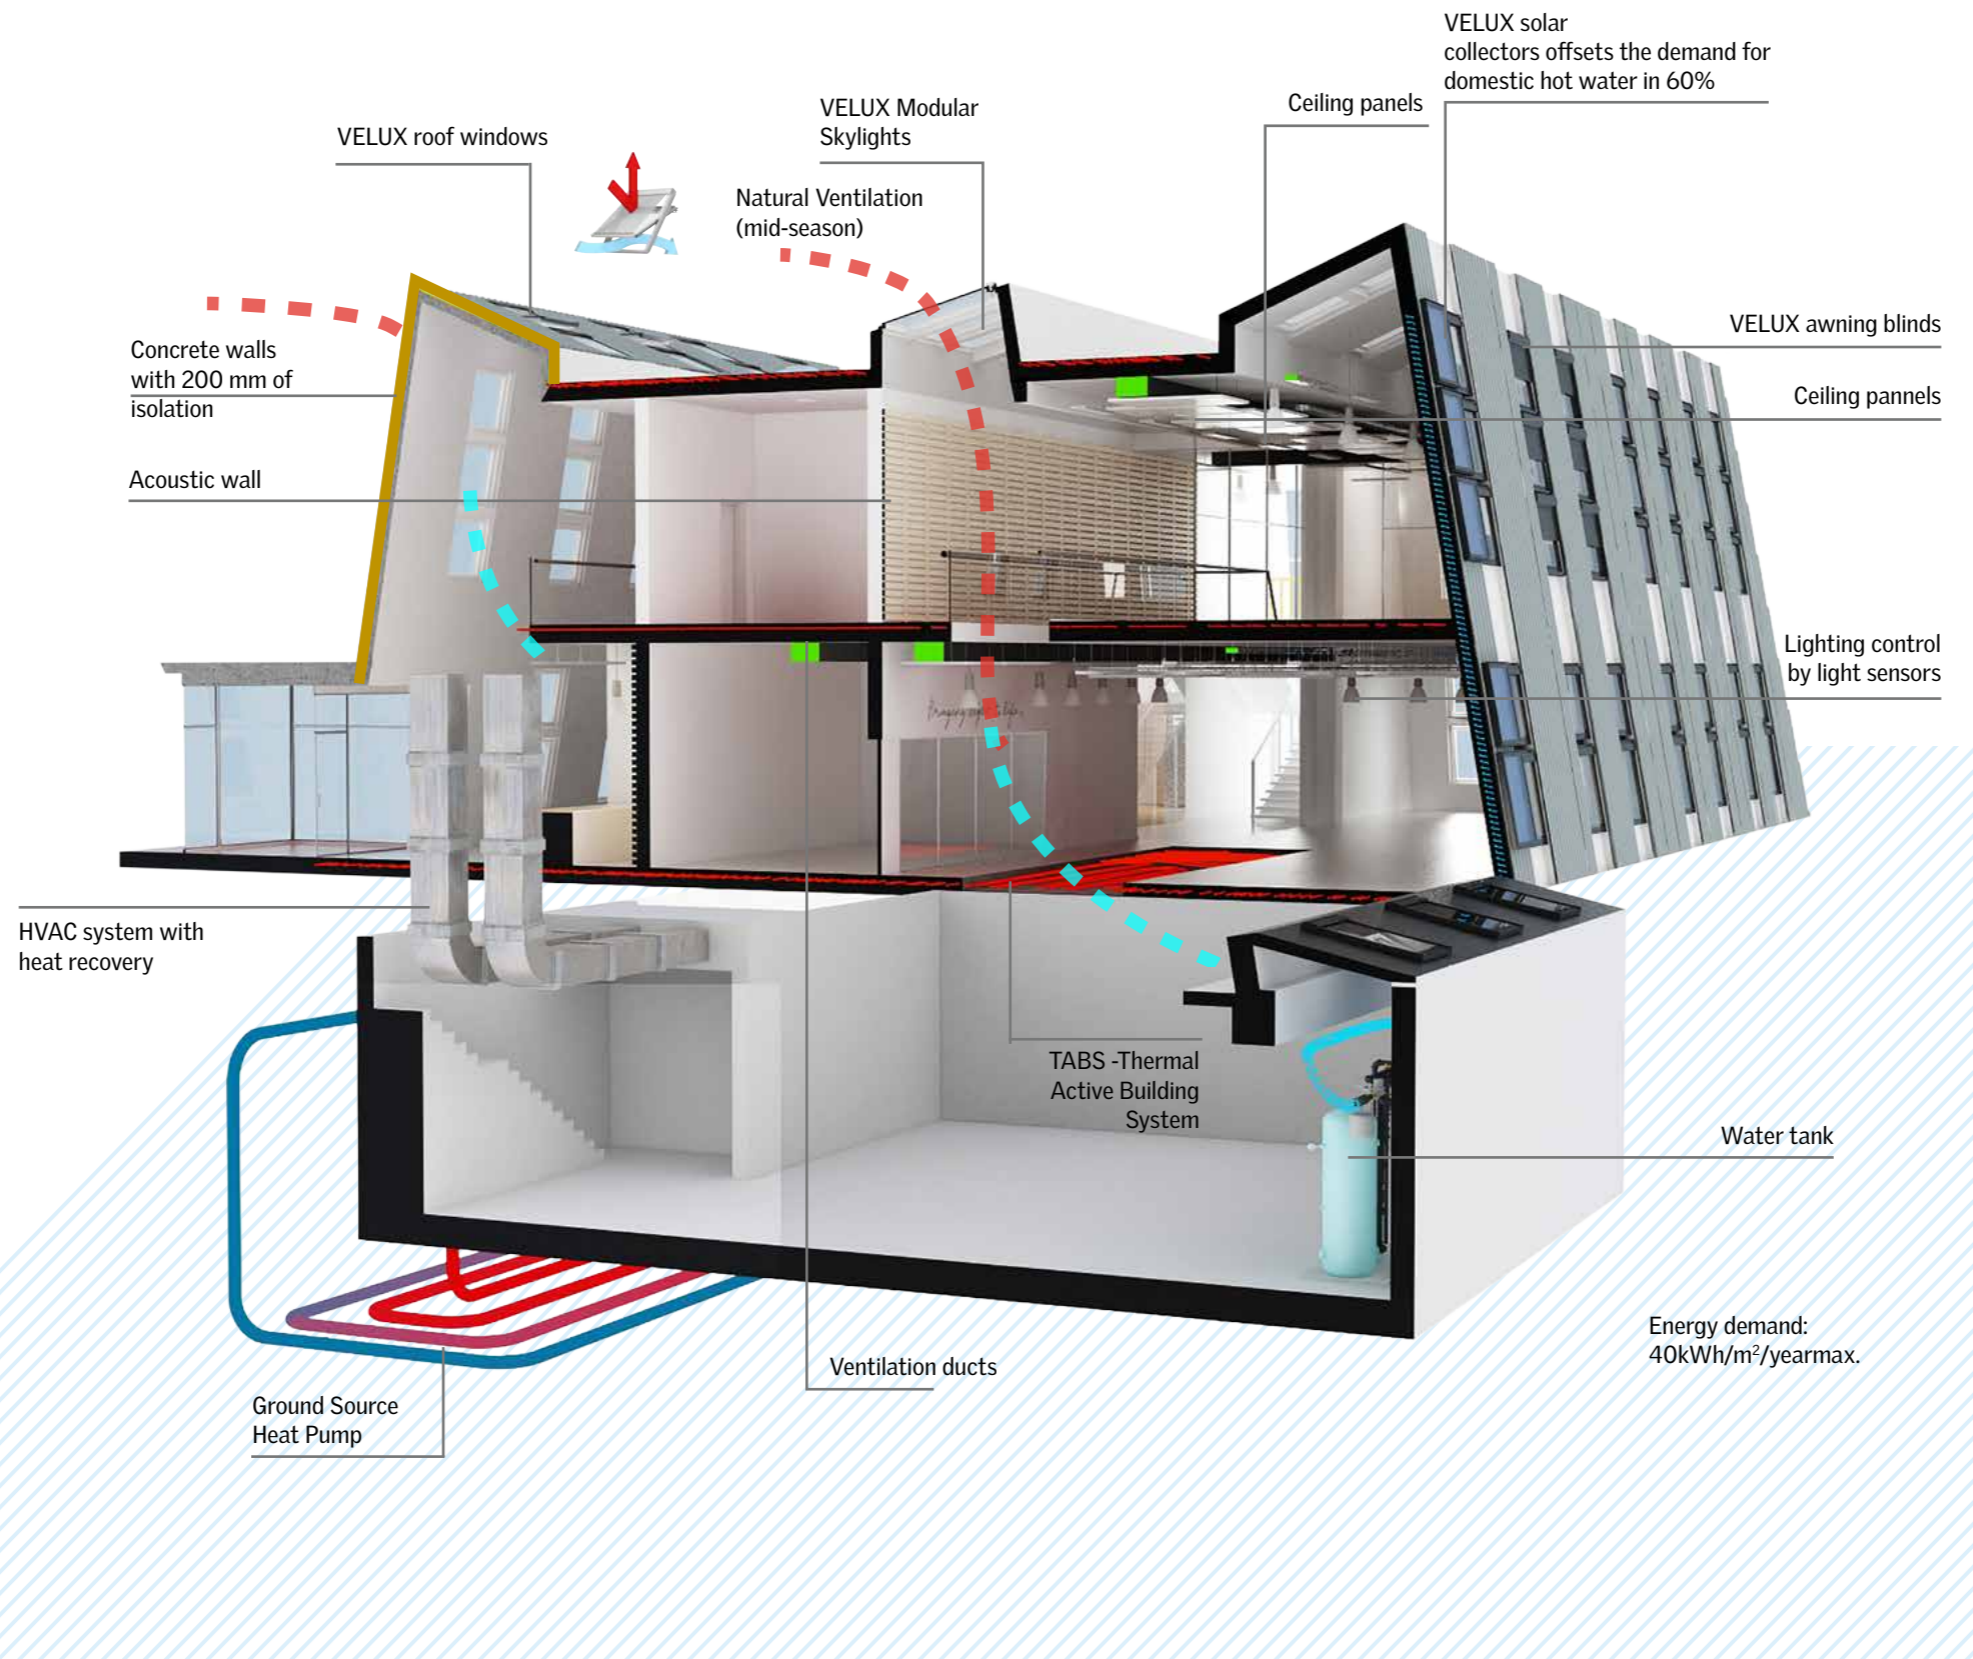 VELUX solar
collectors offsets the demand for
domestic hot water in 60%
Ceiling panels
VELUX Modular
Skylights
VELUX roof windows
Natural Ventilation
(mid-season)
VELUX awning blinds
Concrete walls
with 200 mm of
isolation
Ceiling pannels
Acoustic wall
Lighting control
by light sensors
HVAC system with
heat recovery
TABS -Thermal
Active Building
System
Water tank
Energy demand:
40kWh/m²/yearmax.
Ventilation ducts
Ground Source
Heat Pump